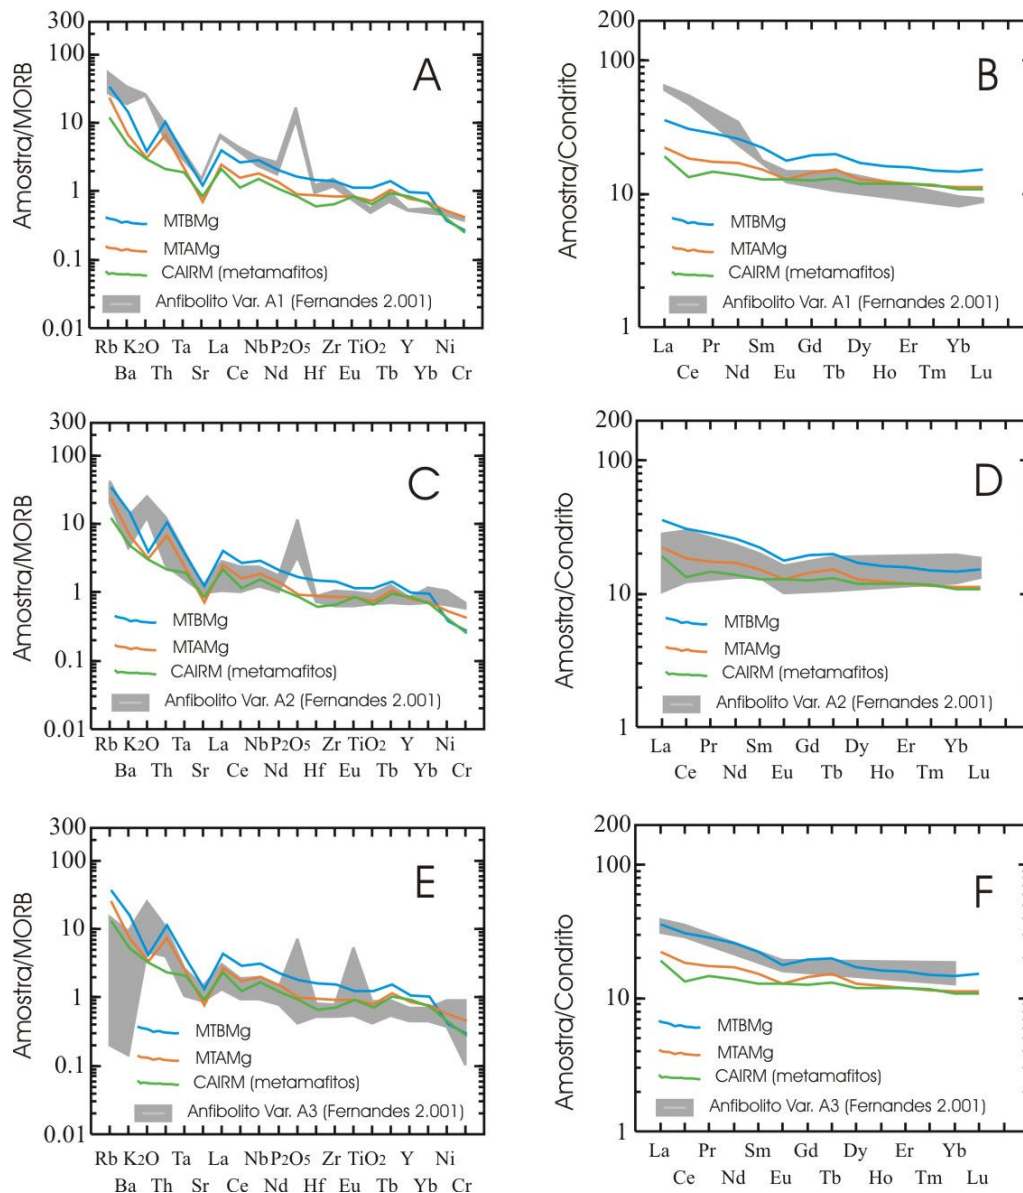 300
100
10
1
0.1
0.01
Amostra/MORB
A
MTBMg
MTAMg
CAIRM (metamafitos)
Anfibolito Var. A1 (Fernandes 2.001)
Rb K2O Ta La Nb P2O5 Zr TiO2 Y Ni
Ba Th Sr Ce Nd Hf Eu Tb Yb Cr
200
100
10
1
Amostra/Condrito
B
MTBMg
MTAMg
CAIRM (metamafitos)
Anfibolito Var. A1 (Fernandes 2.001)
La Pr Sm Gd Dy Er Yb
Ce Nd Eu Tb Ho Tm Lu
300
100
10
1
0.1
0.01
Amostra/MORB
C
MTBMg
MTAMg
CAIRM (metamafitos)
Anfibolito Var. A2 (Fernandes 2.001)
Rb K2O Ta La Nb P2O5 Zr TiO2 Y Ni
Ba Th Sr Ce Nd Hf Eu Tb Yb Cr
200
100
10
1
Amostra/Condrito
D
MTBMg
MTAMg
CAIRM (metamafitos)
Anfibolito Var. A2 (Fernandes 2.001)
La Pr Sm Gd Dy Er Yb
Ce Nd Eu Tb Ho Tm Lu
300
100
10
1
0.1
0.01
Amostra/MORB
E
MTBMg
MTAMg
CAIRM (metamafitos)
Anfibolito Var. A3 (Fernandes 2.001)
Rb K2O Ta La Nb P2O5 Zr TiO2 Y Ni
Ba Th Sr Ce Nd Hf Eu Tb Yb Cr
200
100
10
1
Amostra/Condrito
F
MTBMg
MTAMg
CAIRM (metamafitos)
Anfibolito Var. A3 (Fernandes 2.001)
La Pr Sm Gd Dy Er Yb
Ce Nd Eu Tb Ho Tm Lu